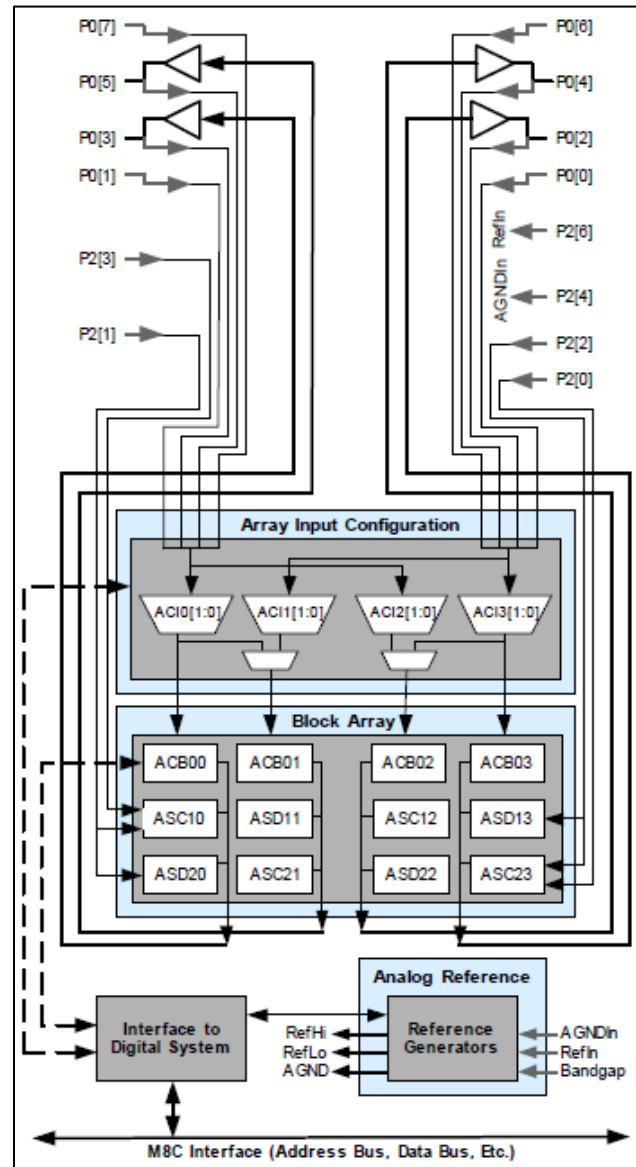 P0[7]
P0[6]
P0[5]
P0[4]
P0[3]
P0[2]
P0[1]
P0[0]
P2[3]
RefIn
P2[6]
AGNDIn
P2[4]
P2[1]
P2[2]
P2[0]
Array Input Configuration
ACI0[1:0]
ACI1[1:0]
ACI2[1:0]
ACI3[1:0]
Block Array
ACB00
ACB01
ACB02
ACB03
ASC10
ASD11
ASC12
ASD13
ASD20
ASC21
ASD22
ASC23
Analog Reference
Interface to
Digital System
RefHi
RefLo
AGND
Reference
Generators
AGNDIn
RefIn
Bandgap
M8C Interface (Address Bus, Data Bus, Etc.)